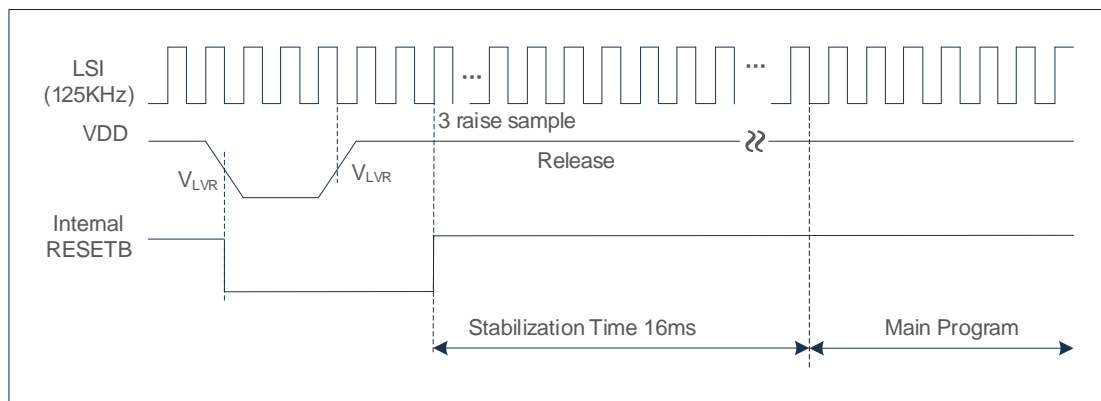 LSI
(125KHz)
... ...
VDD
3 raise sample
VLVR
VLVR
Release
Internal
RESETB
Stabilization Time 16ms
Main Program